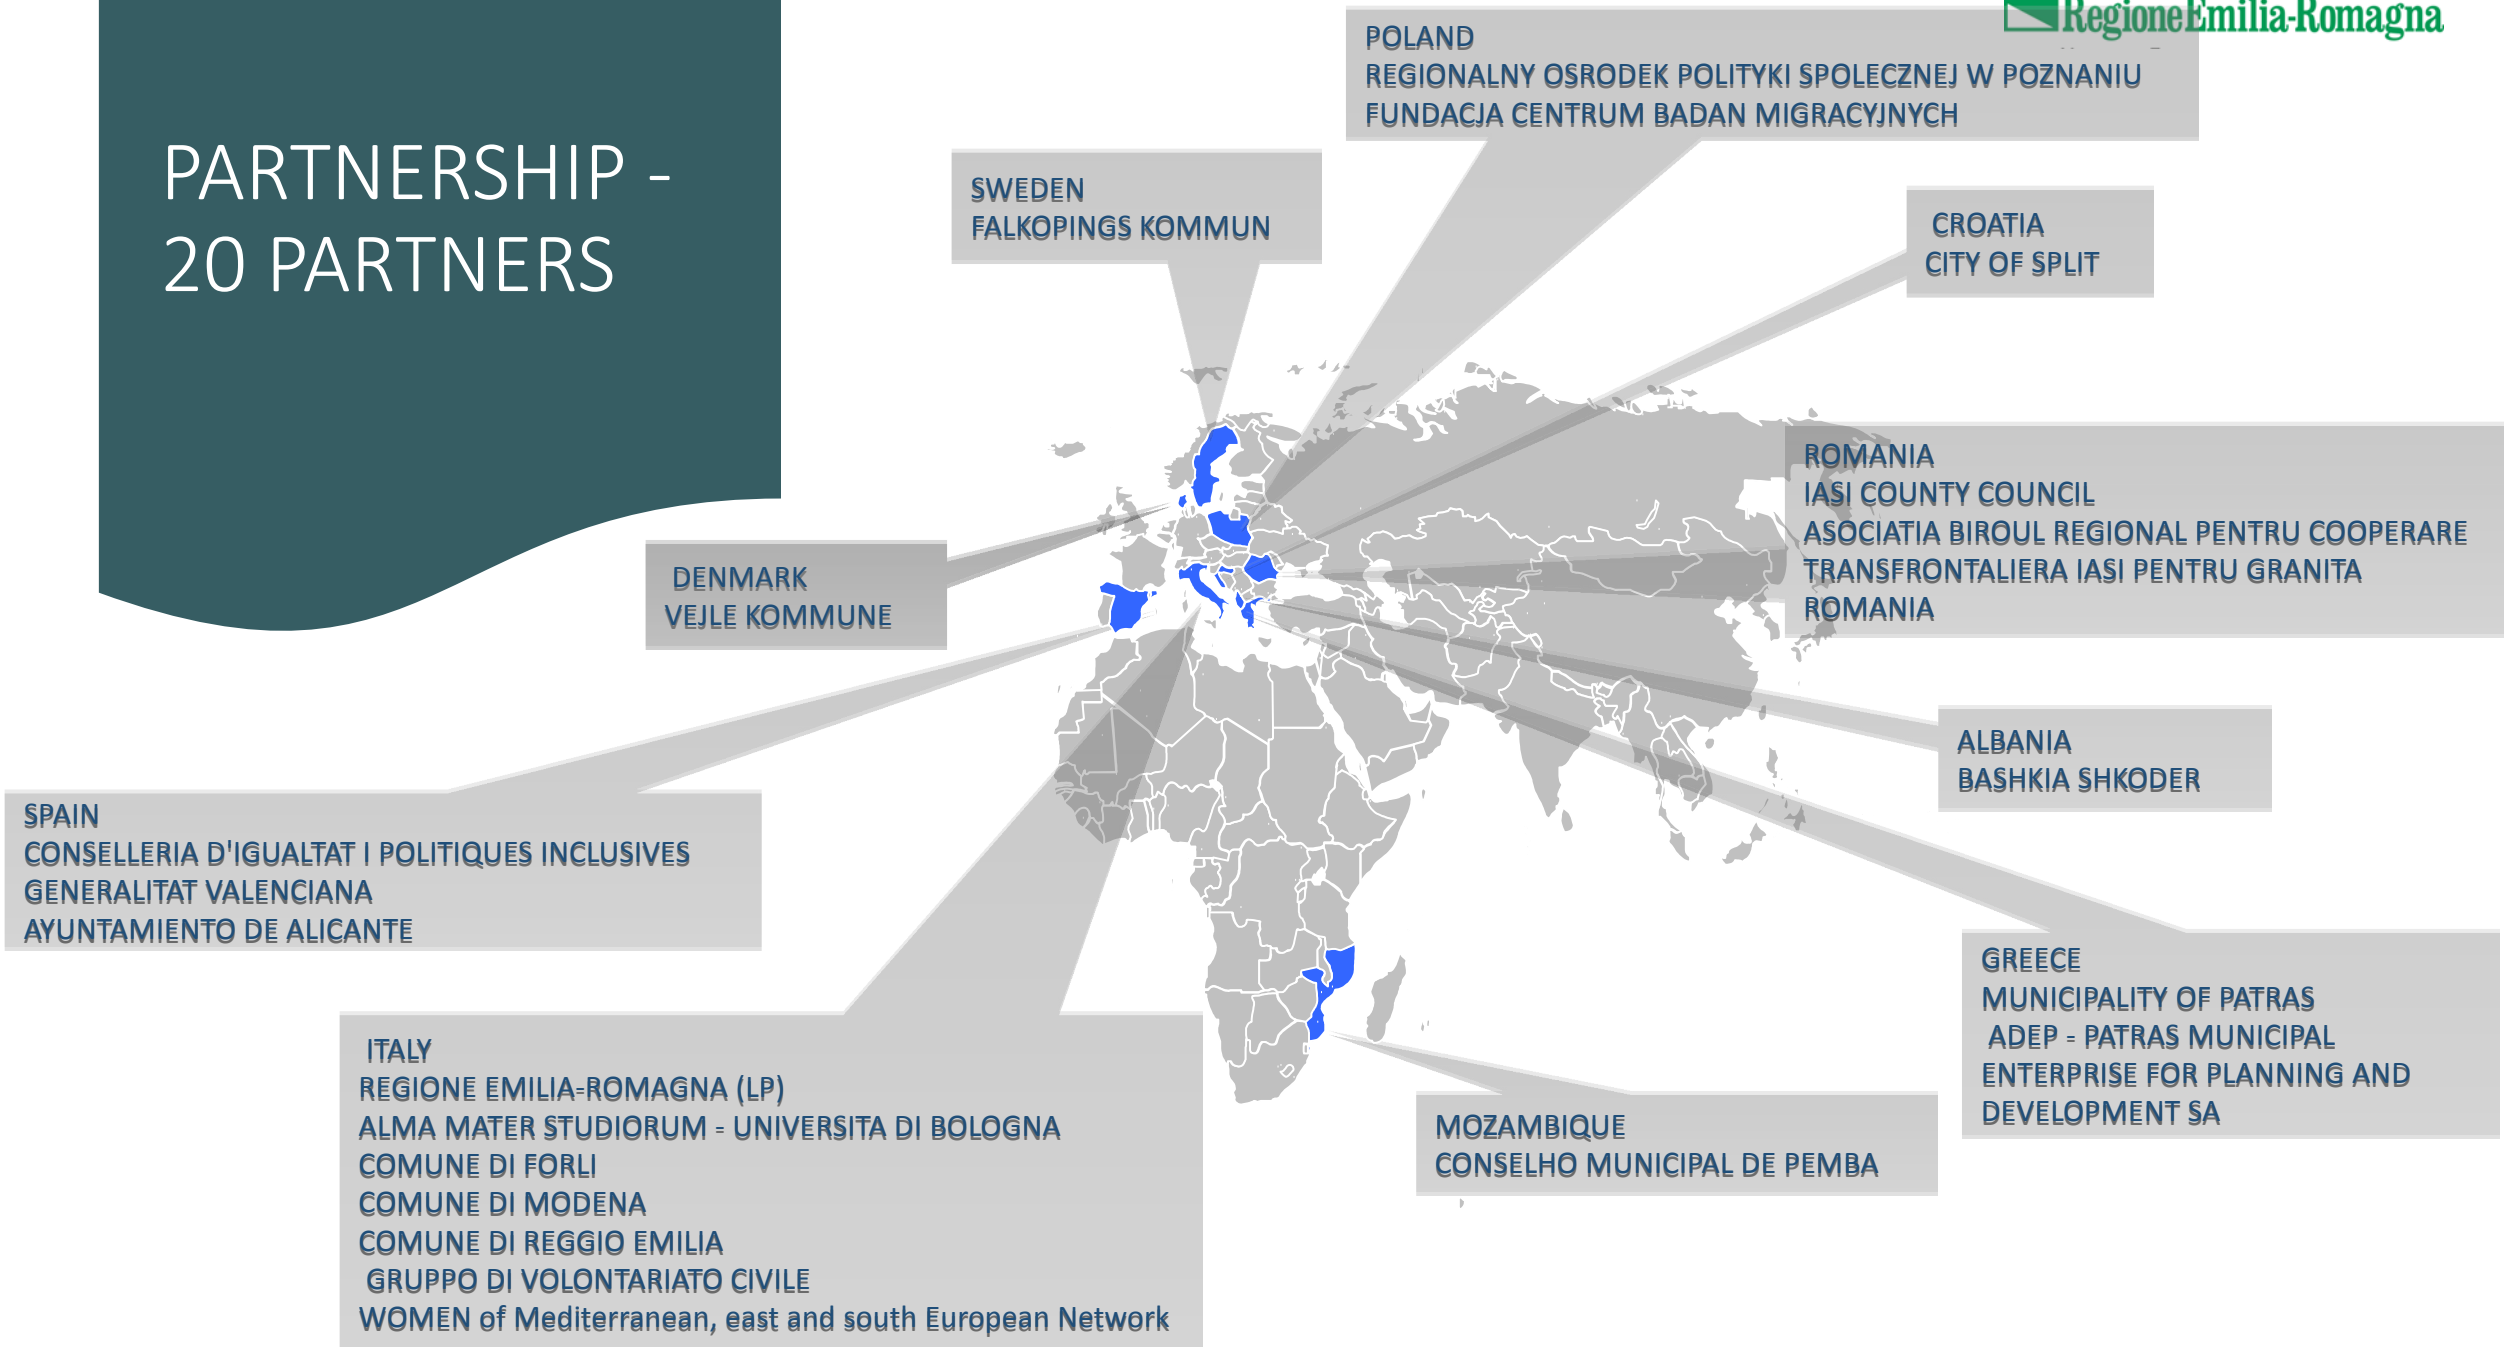 PARTNERSHIP -
20 PARTNERS
RegioneEmilia-Romagna
POLAND
REGIONALNY OSRODEK POLITYKI SPOLECZNEJ W POZNANIU
FUNDACJA CENTRUM BADAN MIGRACYJNYCH
SWEDEN
FALKOPINGS KOMMUN
CROATIA
CITY OF SPLIT
ROMANIA
IASI COUNTY COUNCIL
ASOCIATIA BIROUL REGIONAL PENTRU COOPERARE
TRANSFRONTALIERA IASI PENTRU GRANITA
ROMANIA
DENMARK
VEJLE KOMMUNE
ALBANIA
BASHKIA SHKODER
SPAIN
CONSELLERIA D'IGUALTAT I POLITIQUES INCLUSIVES
GENERALITAT VALENCIANA
AYUNTAMIENTO DE ALICANTE
GREECE
MUNICIPALITY OF PATRAS
ADEP - PATRAS MUNICIPAL
ENTERPRISE FOR PLANNING AND
DEVELOPMENT SA
ITALY
REGIONE EMILIA-ROMAGNA (LP)
ALMA MATER STUDIORUM - UNIVERSITA DI BOLOGNA
COMUNE DI FORLI
COMUNE DI MODENA
COMUNE DI REGGIO EMILIA
GRUPPO DI VOLONTARIATO CIVILE
WOMEN of Mediterranean, east and south European Network
MOZAMBIQUE
CONSELHO MUNICIPAL DE PEMBA